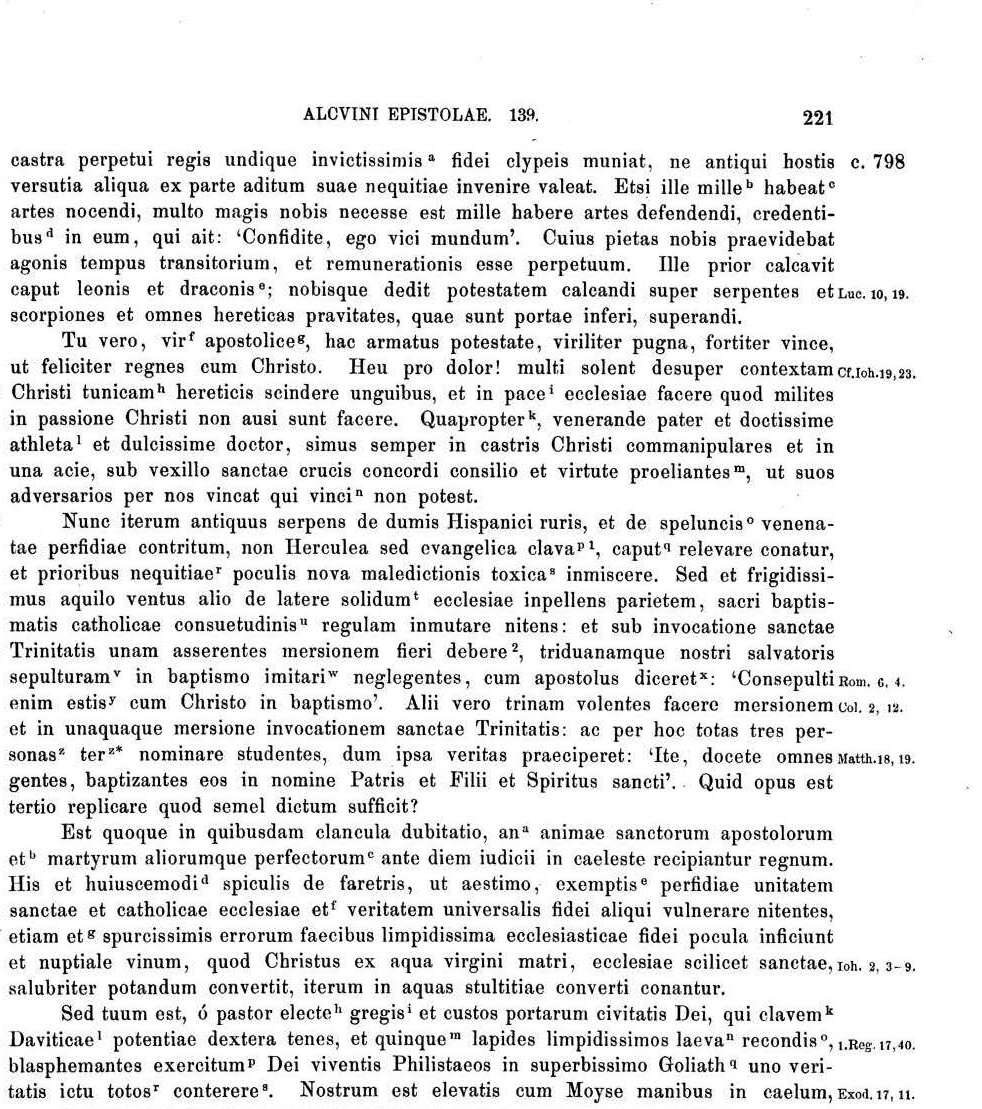 ALCVINI EPISTOLAE. 139. 221
castra perpetui regis undique invictissimis ᵃ fidei clypeis muniat, ne antiqui hostis c. 798
versutia aliqua ex parte aditum suae nequitiae invenire valeat. Etsi ille mille ᵇ habeat ᶜ
artes nocendi, multo magis nobis necesse est mille habere artes defendendi, credenti-
bus ᵈ in eum, qui ait: ‘Confidite, ego vici mundum’. Cuius pietas nobis praevidebat
agonis tempus transitorium, et remunerationis esse perpetuum. Ille prior calcavit
caput leonis et draconis ᵉ; nobisque dedit potestatem calcandi super serpentes et Luc. 10, 19.
scorpiones et omnes hereticas pravitates, quae sunt portae inferi, superandi.
Tu vero, vir ᶠ apostolice ᵍ, hac armatus potestate, viriliter pugna, fortiter vince,
ut feliciter regnes cum Christo. Heu pro dolor! multi solent desuper contextam Cf. Ioh. 19, 23.
Christi tunicam ʰ hereticis scindere unguibus, et in pace ⁱ ecclesiae facere quod milites
in passione Christi non ausi sunt facere. Quapropter ᵏ, venerande pater et doctissime
athleta ˡ et dulcissime doctor, simus semper in castris Christi commanipulares et in
una acie, sub vexillo sanctae crucis concordi consilio et virtute proeliantes ᵐ, ut suos
adversarios per nos vincat qui vinci ⁿ non potest.
Nunc iterum antiquus serpens de dumis Hispanici ruris, et de speluncis ᵒ venena-
tae perfidiae contritum, non Herculea sed evangelica clava ᵖ ¹, caput ^q relevare conatur,
et prioribus nequitiae ʳ poculis nova maledictionis toxica ˢ inmiscere. Sed et frigidissi-
mus aquilo ventus alio de latere solidum ᵗ ecclesiae inpellens parietem, sacri baptis-
matis catholicae consuetudinis ᵘ regulam inmutare nitens: et sub invocatione sanctae
Trinitatis unam asserentes mersionem fieri debere ², triduanamque nostri salvatoris
sepulturam ᵛ in baptismo imitari ʷ neglegentes, cum apostolus diceret ˣ: ‘Consepulti Rom. 6, 4.
enim estis ʸ cum Christo in baptismo’. Alii vero trinam volentes facere mersionem Col. 2, 12.
et in unaquaque mersione invocationem sanctae Trinitatis: ac per hoc totas tres per-
sonas ᶻ ter ᶻ* nominare studentes, dum ipsa veritas praeciperet: ‘Ite, docete omnes Matth. 18, 19.
gentes, baptizantes eos in nomine Patris et Filii et Spiritus sancti’. Quid opus est
tertio replicare quod semel dictum sufficit?
Est quoque in quibusdam clancula dubitatio, an ᵃ animae sanctorum apostolorum
et ᵇ martyrum aliorumque perfectorum ᶜ ante diem iudicii in caeleste recipiantur regnum.
His et huiuscemodi ᵈ spiculis de faretris, ut aestimo, exemptis ᵉ perfidiae unitatem
sanctae et catholicae ecclesiae et ᶠ veritatem universalis fidei aliqui vulnerare nitentes,
etiam et ᵍ spurcissimis errorum faecibus limpidissima ecclesiasticae fidei pocula inficiunt
et nuptiale vinum, quod Christus ex aqua virgini matri, ecclesiae scilicet sanctae, Ioh. 2, 3–9.
salubriter potandum convertit, iterum in aquas stultitiae converti conantur.
Sed tuum est, ó pastor electe ʰ gregis ⁱ et custos portarum civitatis Dei, qui clavem ᵏ
Daviticae ˡ potentiae dextera tenes, et quinque ᵐ lapides limpidissimos laeva ⁿ recondis ᵒ, 1. Reg. 17, 40.
blasphemantes exercitum ᵖ Dei viventis Philistaeos in superbissimo Goliath ^q uno veri-
tatis ictu totos ʳ conterere ˢ. Nostrum est elevatis cum Moyse manibus in caelum, Exod. 17, 11.